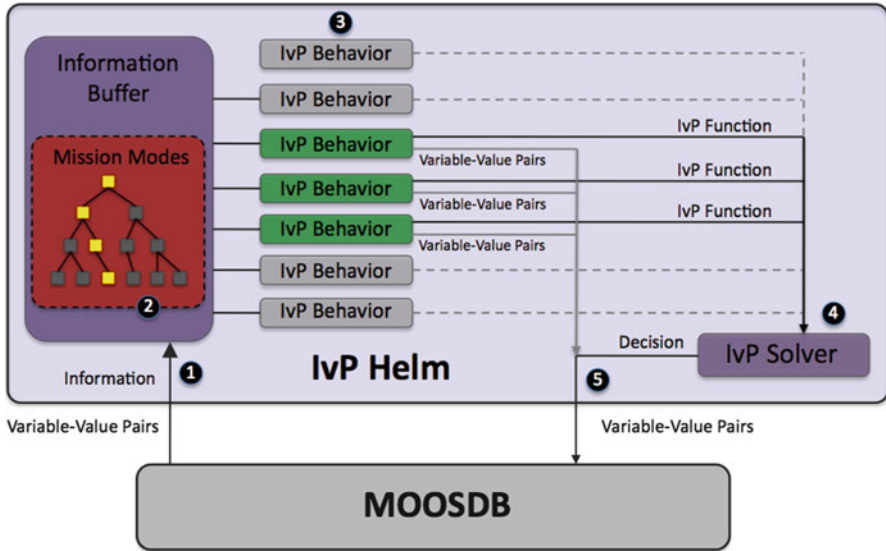 3
Information
Buffer
Mission Modes
2
IvP Behavior
IvP Behavior
IvP Behavior
IvP Function
Variable-Value Pairs
IvP Behavior
IvP Function
Variable-Value Pairs
IvP Behavior
IvP Function
Variable-Value Pairs
IvP Behavior
IvP Behavior
4
IvP Solver
Decision
1
Information
IvP Helm
5
Variable-Value Pairs
Variable-Value Pairs
MOOSDB